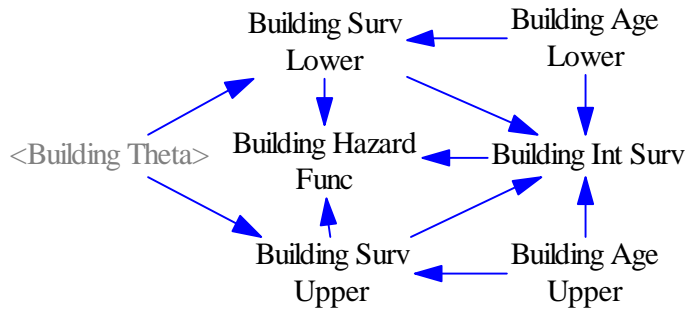 Building Surv
Lower
Building Age
Lower
<Building Theta>
Building Hazard
Func
Building Int Surv
Building Surv
Upper
Building Age
Upper